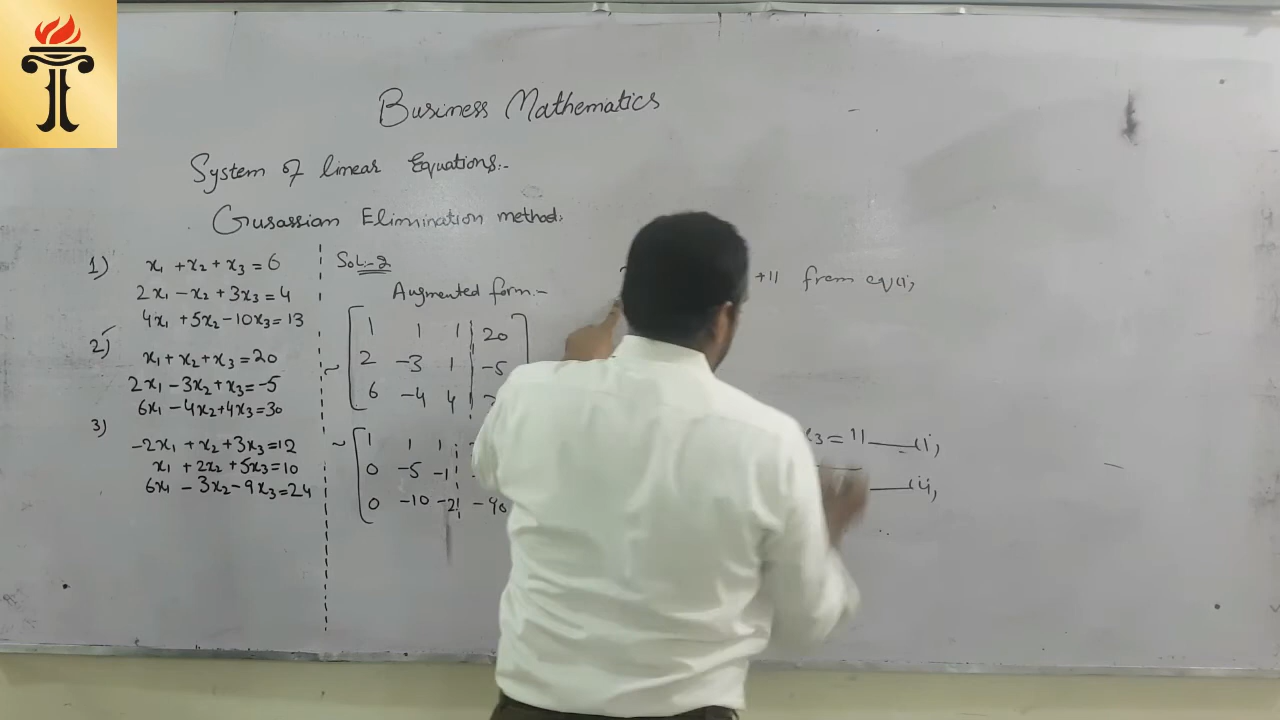 Business Mathematics
System of linear Equations:-
Gusassian Elimination method:
1) x₁ + x₂ + x₃ = 6
2x₁ - x₂ + 3x₃ = 4
4x₁ + 5x₂ - 10x₃ = 13
2) x₁ + x₂ + x₃ = 20
2x₁ - 3x₂ + x₃ = -5
6x₁ - 4x₂ + 4x₃ = 30
3)
-2x₁ + x₂ + 3x₃ = 12
x₁ + 2x₂ + 5x₃ = 10
6x₁ - 3x₂ - 9x₃ = 24
Sol:-2
Augmented form:-
1 1 1 20
~ 2 -3 1 -5
6 -4 4
~ 1 1 1
0 -5 -1
0 -10 -2 -90
+11 from eq(i)
x₃ = 11 —(i)
—(ii)